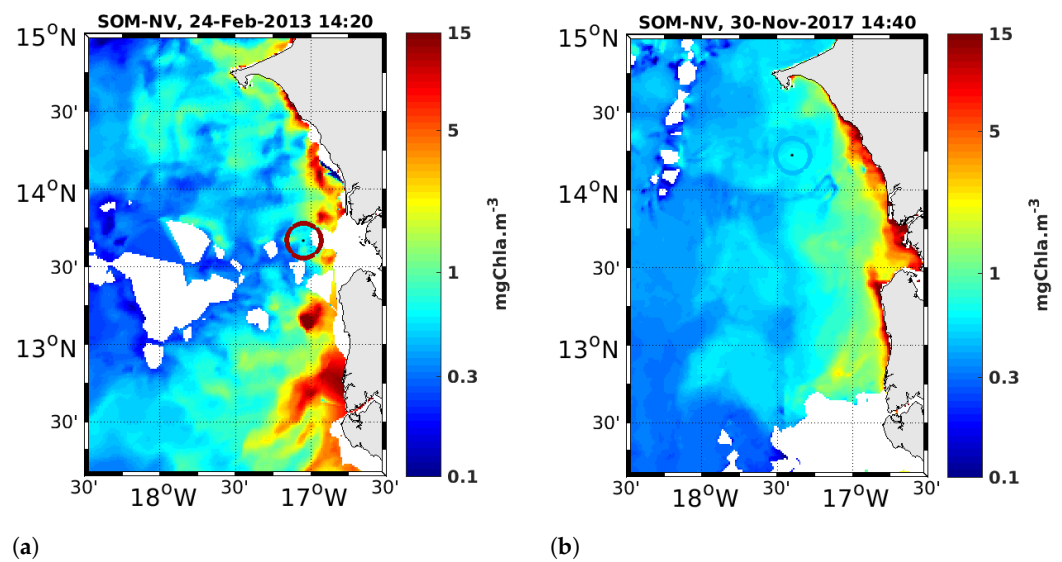 SOM-NV, 24-Feb-2013 14:20
15°N
30'
14°N
30'
13°N
30'
30'
18°W
30'
17°W
30'
15
5
1
0.3
0.1
mgChla.m-3
(a)
SOM-NV, 30-Nov-2017 14:40
15°N
30'
14°N
30'
13°N
30'
30'
18°W
30'
17°W
30'
15
5
1
0.3
0.1
mgChla.m-3
(b)